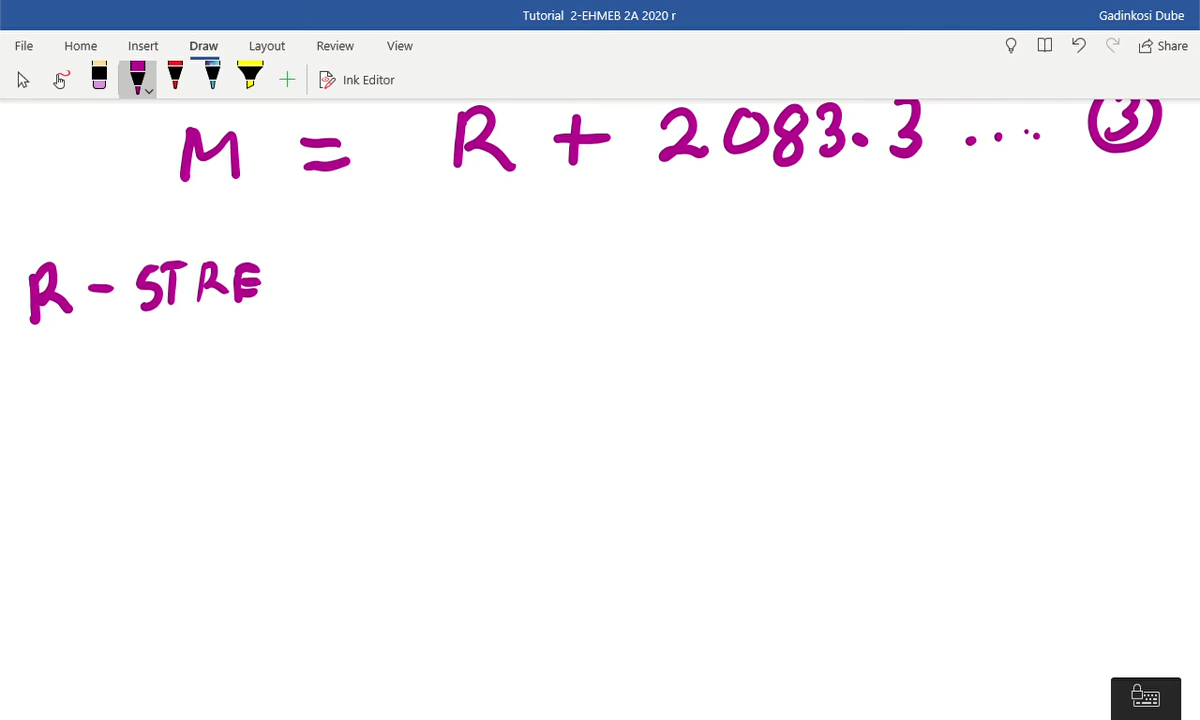 Tutorial 2-EHMEB 2A 2020 r
Gadinkosi Dube
File Home Insert Draw Layout Review View
Share
Ink Editor
M = R + 2083.3 ... ③
R - STRE